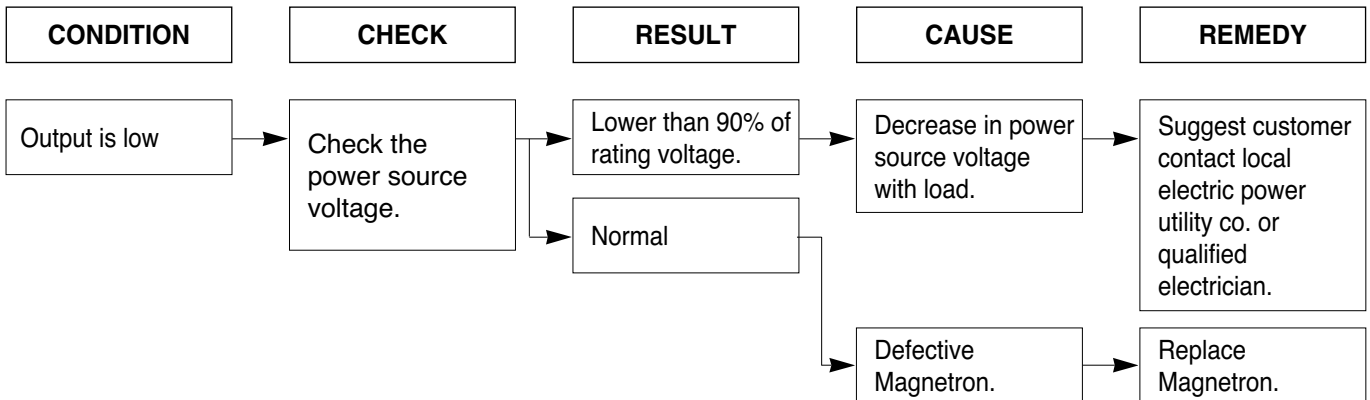 CONDITION
CHECK
RESULT
CAUSE
REMEDY
Output is low
Check the
power source
voltage.
Lower than 90% of
rating voltage.
Normal
Decrease in power
source voltage
with load.
Suggest customer
contact local
electric power
utility co. or
qualified
electrician.
Defective
Magnetron.
Replace
Magnetron.